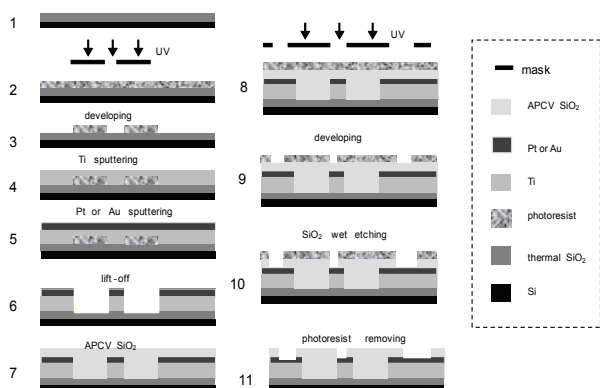 1
UV
2
developing
3
Ti sputtering
4
Pt or Au sputtering
5
lift-off
6
APCV SiO₂
7
UV
8
developing
9
SiO₂ wet etching
10
photoresist removing
11
mask
APCV SiO₂
Pt or Au
Ti
photoresist
thermal SiO₂
Si